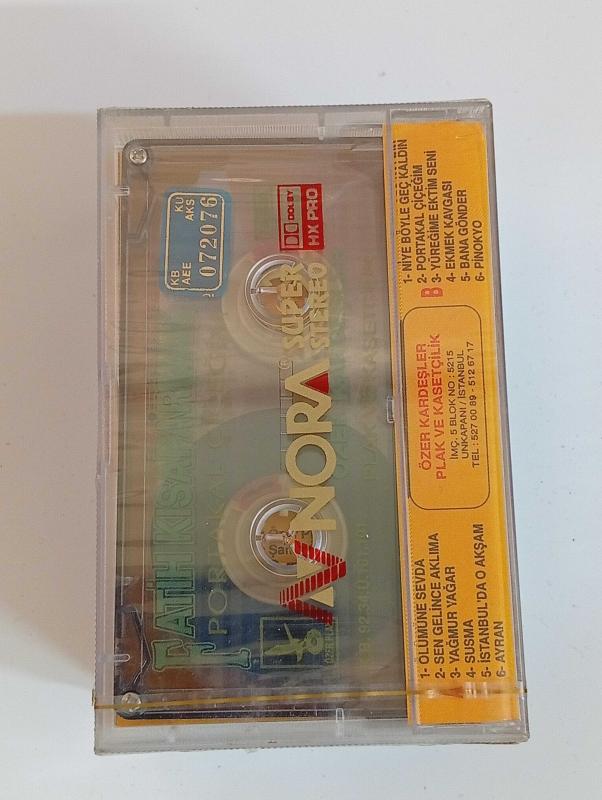 KB
KU
AEE
AKS
072076
DOLBY
HX PRO
NORA
SUPER
STEREO
FATİH KISA
PORTAKAL
1- ÖLÜMÜNE SEVDA
2- SEN GELİNCE AKLIMA
3- YAĞMUR YAĞAR
4- SUSMA
5- İSTANBUL'DA O AKŞAM
6- AYRAN
ÖZER KARDEŞLER
PLAK VE KASETÇİLİK
İMÇ. 5 BLOK NO : 5215
UNKAPANI / İSTANBUL
TEL : 527 00 89 - 512 67 17
B
1- NİYE BÖYLE GEÇ KALDIN
2- PORTAKAL ÇİÇEĞİM
3- YÜREĞİME EKTİM SENİ
4- EKMEK KAVGASI
5- BANA GÖNDER
6- PİNOKYO